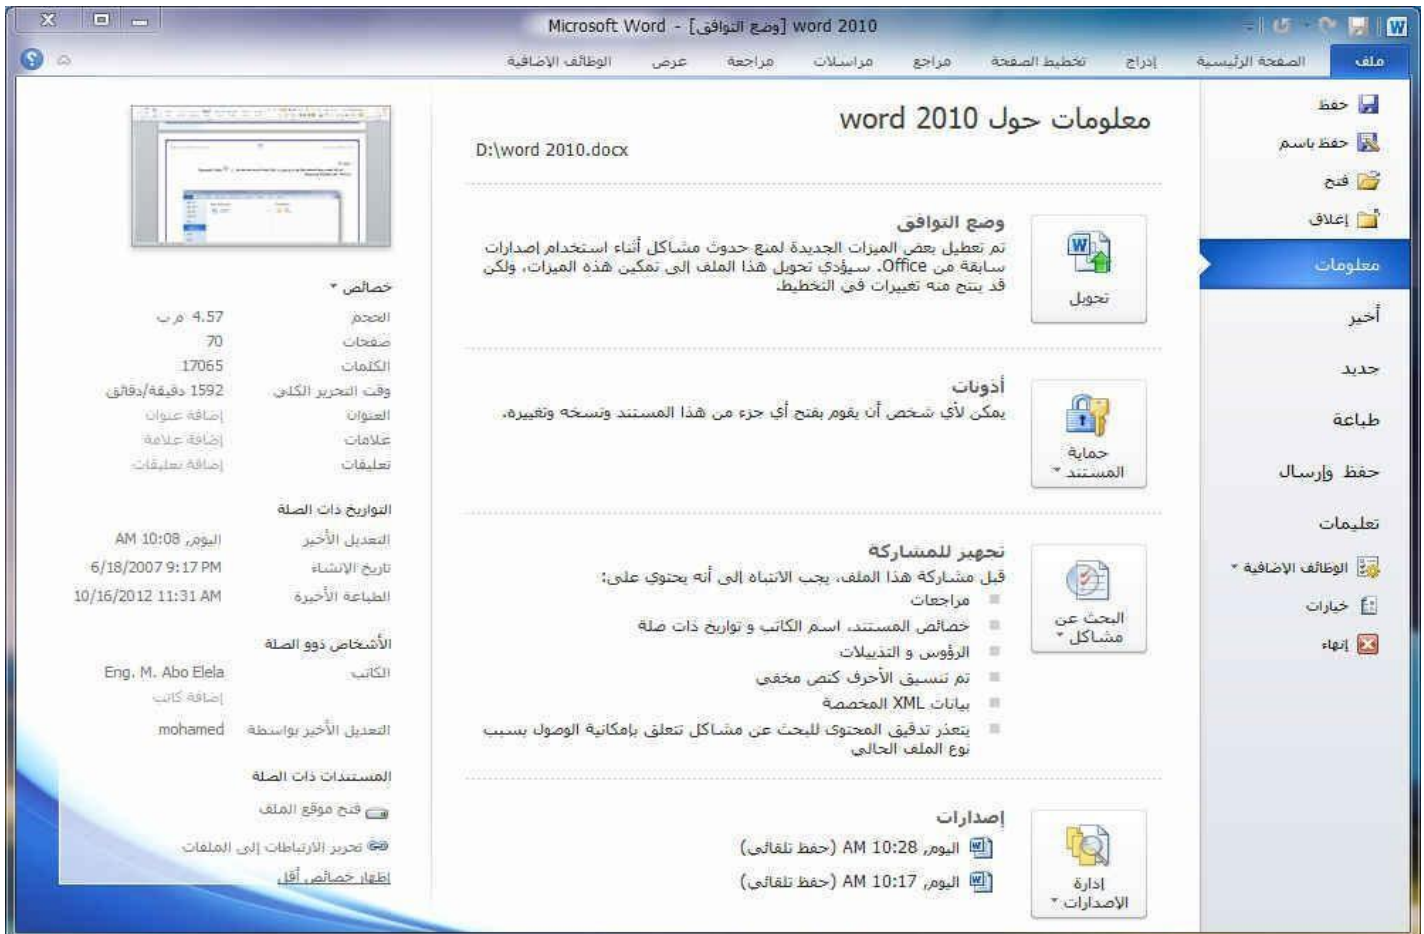 word 2010 [وضع التوافق] - Microsoft Word
ملف الصفحة الرئيسية إدراج تخطيط الصفحة مراجع مراسلات مراجعة عرض الوظائف الإضافية
حفظ
حفظ باسم
فتح
إغلاق
معلومات
أخير
جديد
طباعة
حفظ وإرسال
تعليمات
الوظائف الإضافية
خيارات
إنهاء
معلومات حول word 2010
D:\word 2010.docx
تحويل
وضع التوافق
تم تعطيل بعض الميزات الجديدة لمنع حدوث مشاكل أثناء استخدام إصدارات
سابقة من Office. سيؤدي تحويل هذا الملف إلى تمكين هذه الميزات، ولكن
قد ينتج منه تغييرات في التخطيط.
حماية
المستند
أذونات
يمكن لأي شخص أن يقوم بفتح أي جزء من هذا المستند ونسخه وتغييره.
البحث عن
مشاكل
تجهيز للمشاركة
قبل مشاركة هذا الملف، يجب الانتباه إلى أنه يحتوي على:
مراجعات
خصائص المستند، اسم الكاتب و تواريخ ذات صلة
الرؤوس و التذييلات
تم تنسيق الأحرف كنص مخفي
بيانات XML المخصصة
يتعذر تدقيق المحتوى للبحث عن مشاكل تتعلق بإمكانية الوصول بسبب
نوع الملف الحالي
إدارة
الإصدارات
إصدارات
اليوم, 10:28 AM (حفظ تلقائي)
اليوم, 10:17 AM (حفظ تلقائي)
خصائص
الحجم 4.57 م ب
صفحات 70
الكلمات 17065
وقت التحرير الكلي 1592 دقيقة/دقائق
العنوان إضافة عنوان
علامات إضافة علامة
تعليقات إضافة تعليقات
التواريخ ذات الصلة
التعديل الأخير اليوم, 10:08 AM
تاريخ الإنشاء 6/18/2007 9:17 PM
الطباعة الأخيرة 10/16/2012 11:31 AM
الأشخاص ذوو الصلة
الكاتب Eng. M. Abo Elela
إضافة كاتب
التعديل الأخير بواسطة mohamed
المستندات ذات الصلة
فتح موقع الملف
تحرير الارتباطات إلى الملفات
إظهار خصائص أقل